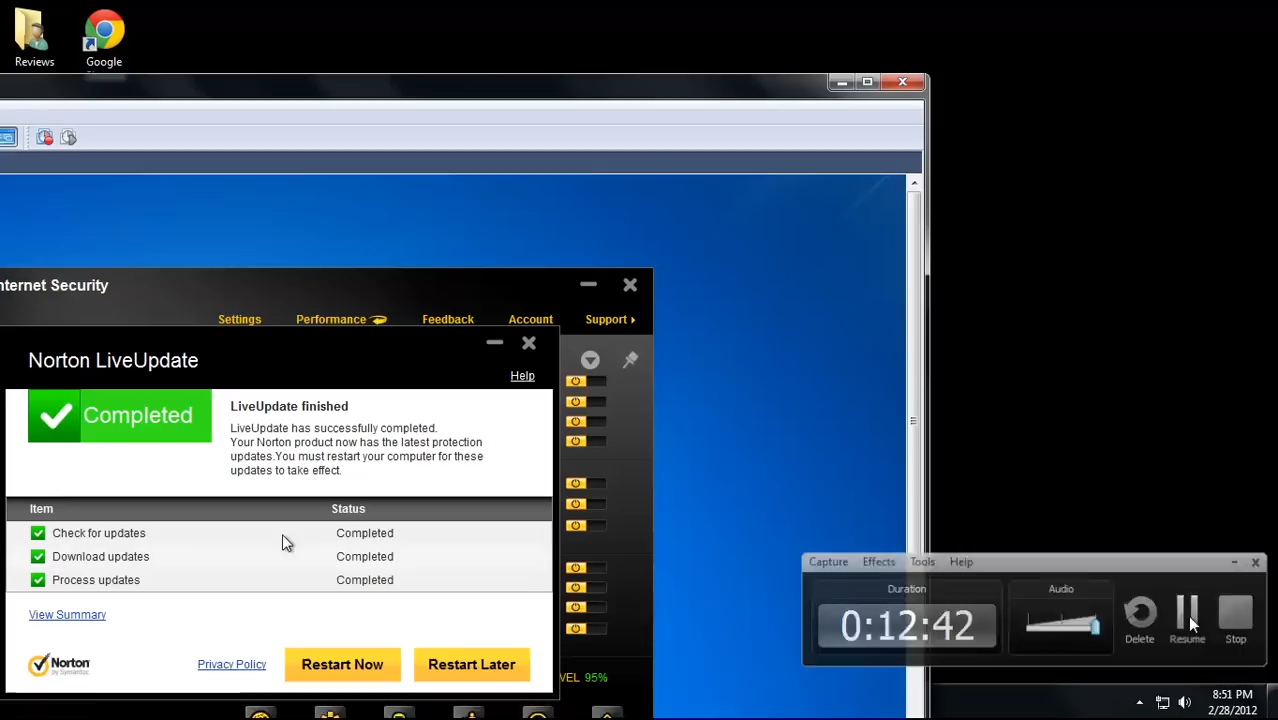 Reviews
Google
nternet Security
Settings
Performance
Feedback
Account
Support
Norton LiveUpdate
Help
Completed
LiveUpdate finished
LiveUpdate has successfully completed.
Your Norton product now has the latest protection
updates.You must restart your computer for these
updates to take effect.
Item Status
Check for updates Completed
Download updates Completed
Process updates Completed
View Summary
Norton
by Symantec
Privacy Policy
Restart Now
Restart Later
VEL 95%
Capture Effects Tools Help
Duration
0:12:42
Audio
Delete
Resume
Stop
8:51 PM
2/28/2012